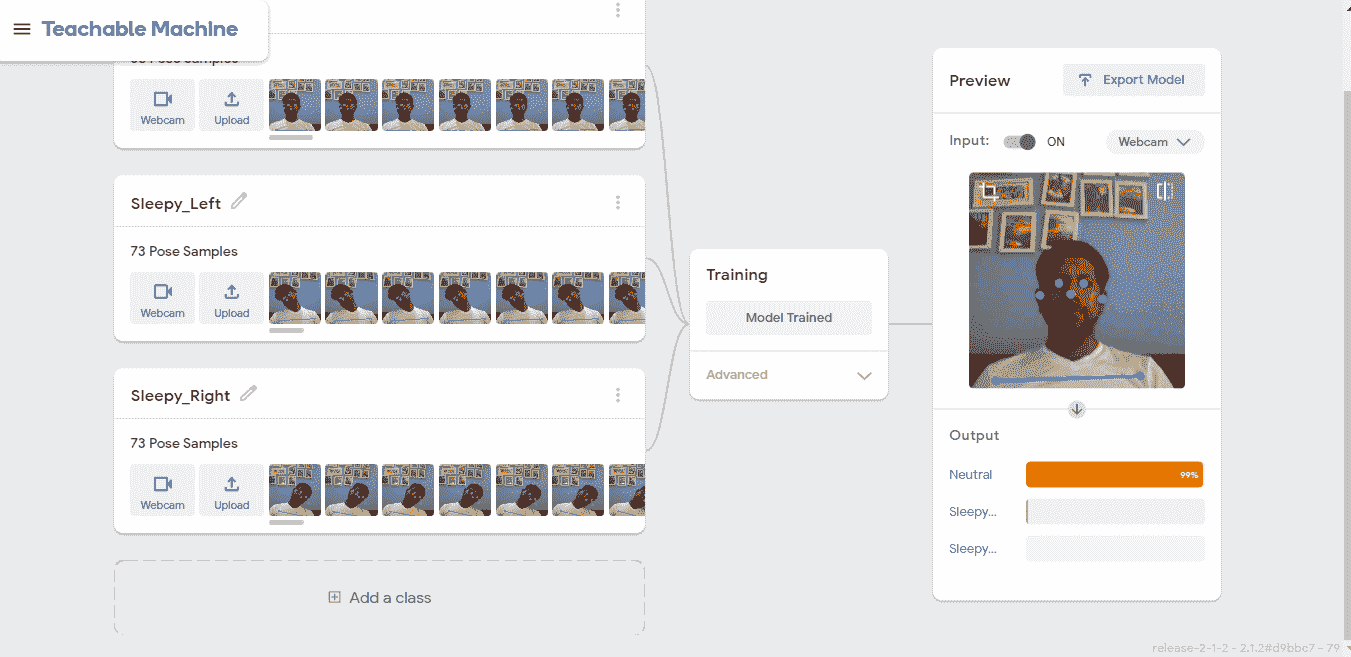 Teachable Machine
Pose Samples
Webcam
Upload
Sleepy_Left
73 Pose Samples
Webcam
Upload
Sleepy_Right
73 Pose Samples
Webcam
Upload
Add a class
Training
Model Trained
Advanced
Preview
Export Model
Input:
ON
Webcam
Output
Neutral
99%
Sleepy...
Sleepy...
release-2-1-2 - 2.1.2#d9bbc7 - 79